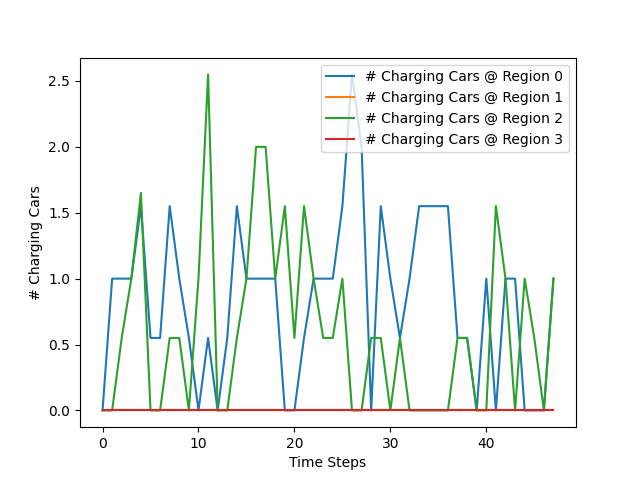 # Charging Cars @ Region 0
# Charging Cars @ Region 1
# Charging Cars @ Region 2
# Charging Cars @ Region 3
2.5
2.0
1.5
1.0
0.5
0.0
# Charging Cars
0 10 20 30 40
Time Steps